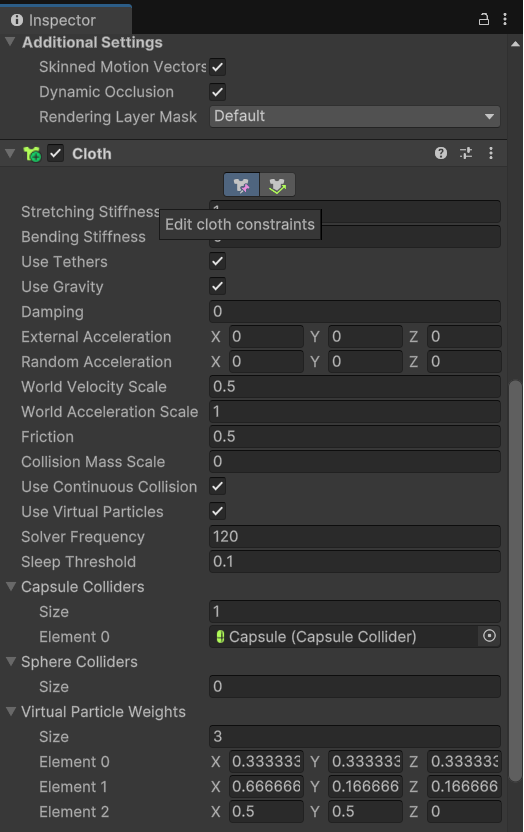 Inspector
Additional Settings
Skinned Motion Vectors
Dynamic Occlusion
Rendering Layer Mask Default
Cloth
Stretching Stiffness
Edit cloth constraints
Bending Stiffness
Use Tethers
Use Gravity
Damping 0
External Acceleration X 0 Y 0 Z 0
Random Acceleration X 0 Y 0 Z 0
World Velocity Scale 0.5
World Acceleration Scale 1
Friction 0.5
Collision Mass Scale 0
Use Continuous Collision
Use Virtual Particles
Solver Frequency 120
Sleep Threshold 0.1
Capsule Colliders
Size 1
Element 0 Capsule (Capsule Collider)
Sphere Colliders
Size 0
Virtual Particle Weights
Size 3
Element 0 X 0.333333 Y 0.333333 Z 0.333333
Element 1 X 0.666666 Y 0.166666 Z 0.166666
Element 2 X 0.5 Y 0.5 Z 0